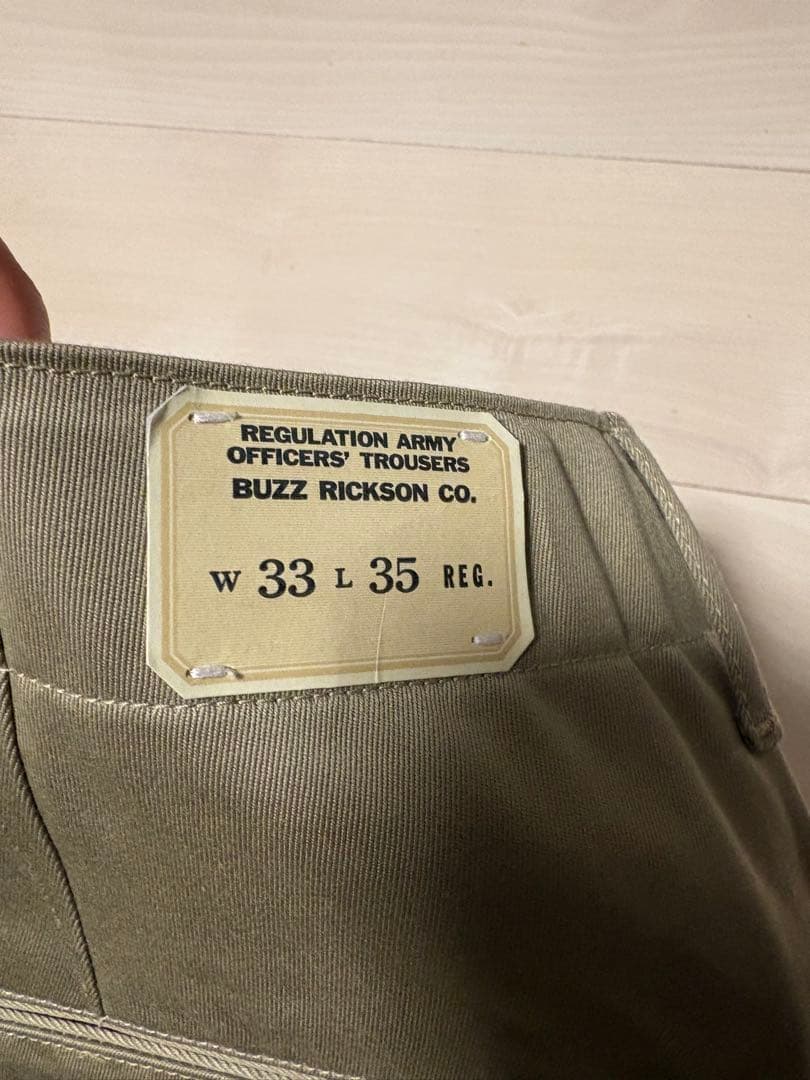 REGULATION ARMY
OFFICERS' TROUSERS
BUZZ RICKSON CO.
W 33 L 35 REG.